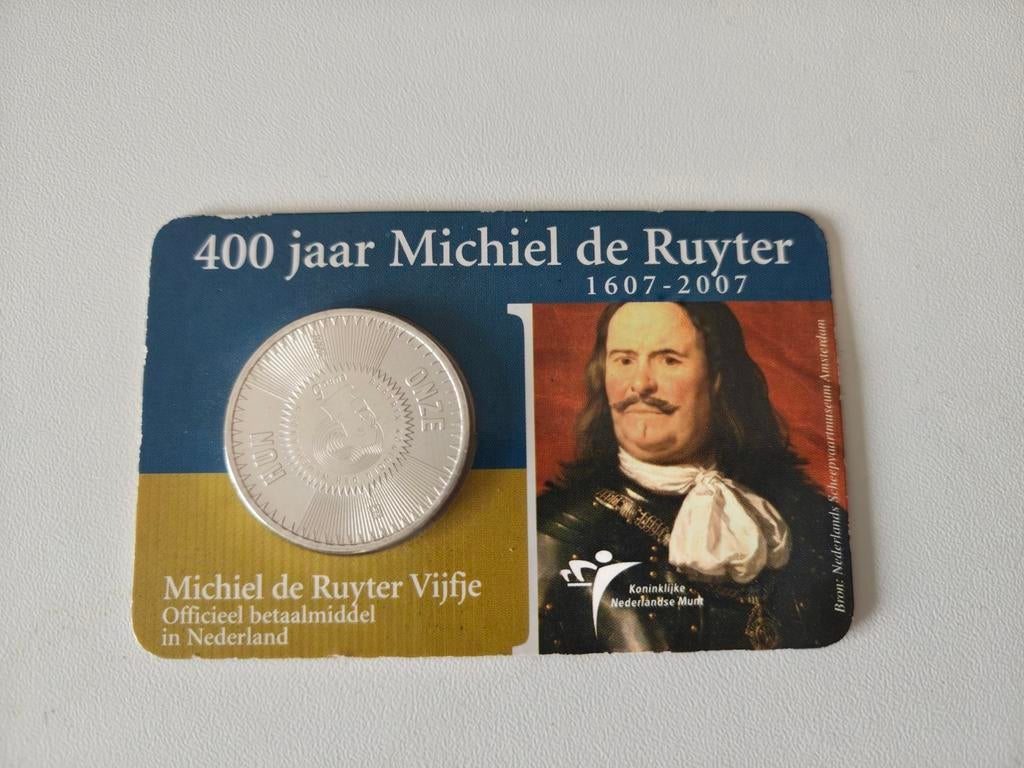 400 jaar Michiel de Ruyter
1607-2007
ONZE
MUN
Michiel de Ruyter Vijfje
Officieel betaalmiddel
in Nederland
Koninklijke
Nederlandse Munt
Bron: Nederlands Scheepvaartmuseum Amsterdam